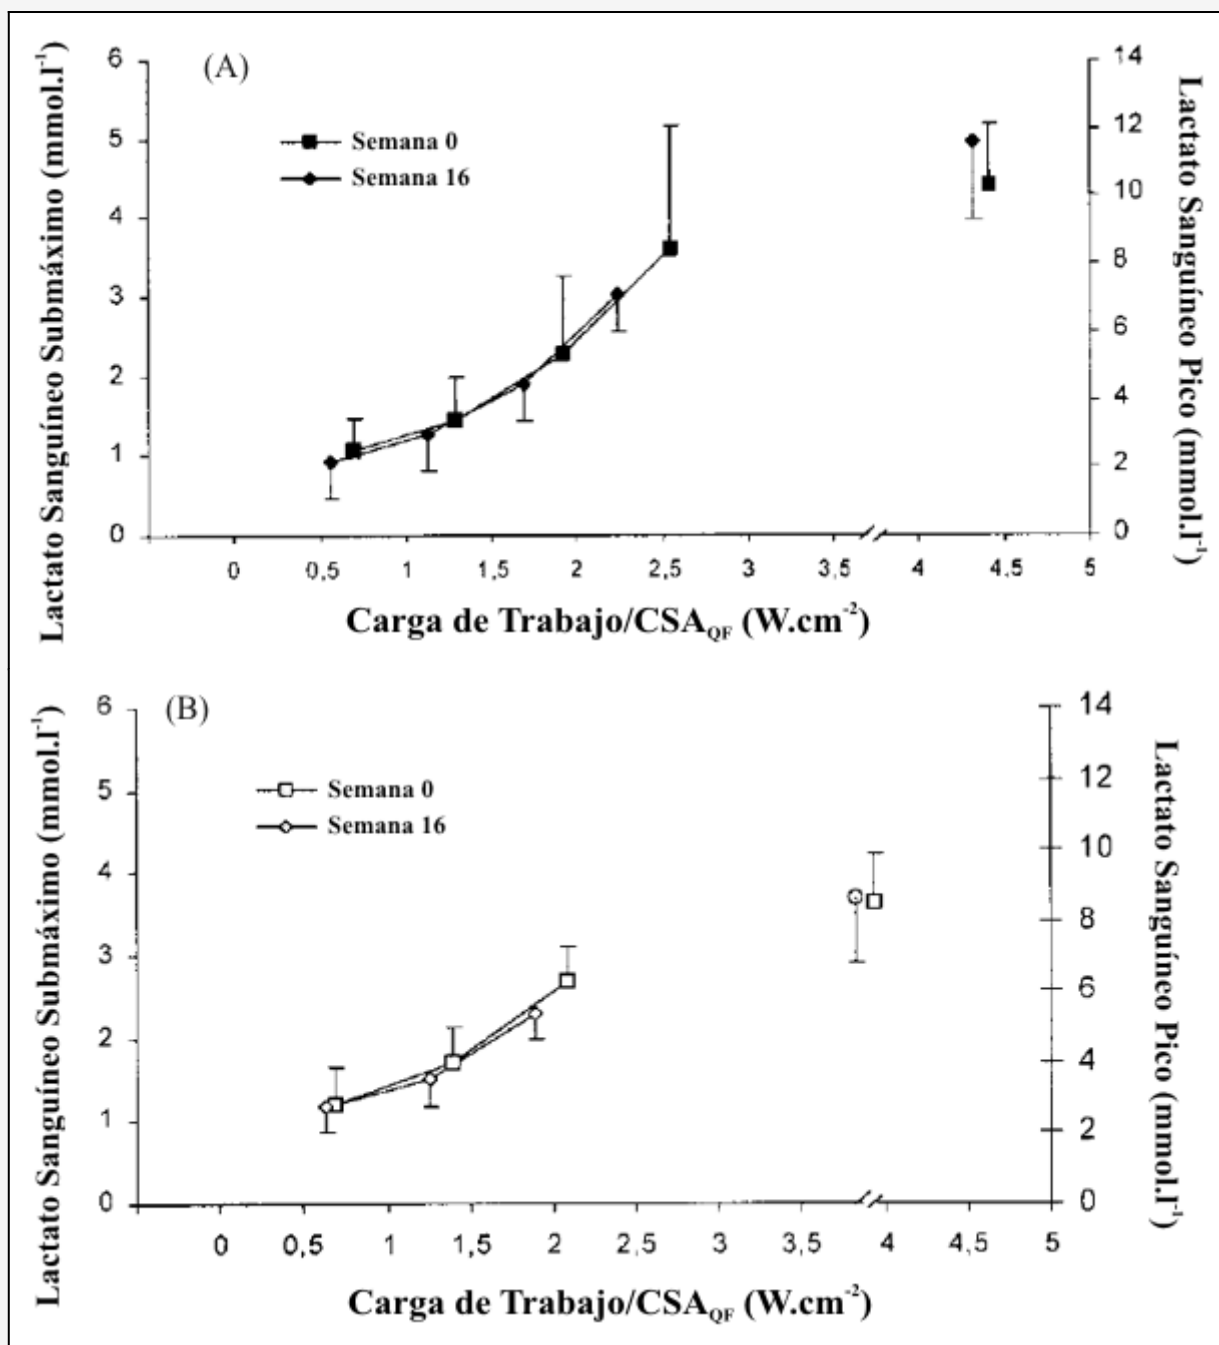 (A)
Lactato Sanguíneo Submáximo (mmol.l⁻¹)
6
5
4
3
2
1
0
Semana 0
Semana 16
14
12
10
8
6
4
2
0
Lactato Sanguíneo Pico (mmol.l⁻¹)
0 0,5 1 1,5 2 2,5 3 3,5 4 4,5 5
Carga de Trabajo/CSA_QF (W.cm⁻²)
(B)
Lactato Sanguíneo Submáximo (mmol.l⁻¹)
6
5
4
3
2
1
0
Semana 0
Semana 16
14
12
10
8
6
4
2
0
Lactato Sanguíneo Pico (mmol.l⁻¹)
0 0,5 1 1,5 2 2,5 3 3,5 4 4,5 5
Carga de Trabajo/CSA_QF (W.cm⁻²)